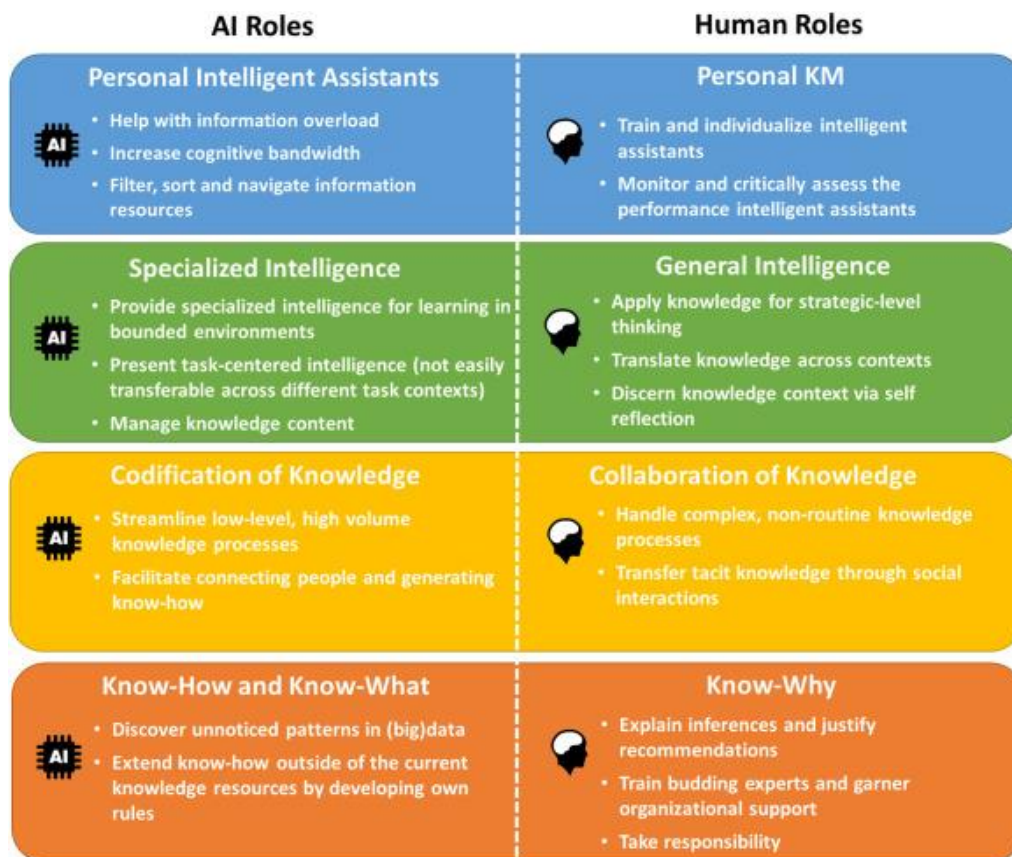 AI Roles
Human Roles
Personal Intelligent Assistants
AI
• Help with information overload
• Increase cognitive bandwidth
• Filter, sort and navigate information
resources
Personal KM
• Train and individualize intelligent
assistants
• Monitor and critically assess the
performance intelligent assistants
Specialized Intelligence
AI
• Provide specialized intelligence for learning in
bounded environments
• Present task-centered intelligence (not easily
transferable across different task contexts)
• Manage knowledge content
General Intelligence
• Apply knowledge for strategic-level
thinking
• Translate knowledge across contexts
• Discern knowledge context via self
reflection
Codification of Knowledge
AI
• Streamline low-level, high volume
knowledge processes
• Facilitate connecting people and generating
know-how
Collaboration of Knowledge
• Handle complex, non-routine knowledge
processes
• Transfer tacit knowledge through social
interactions
Know-How and Know-What
AI
• Discover unnoticed patterns in (big)data
• Extend know-how outside of the current
knowledge resources by developing own
rules
Know-Why
• Explain inferences and justify
recommendations
• Train budding experts and garner
organizational support
• Take responsibility